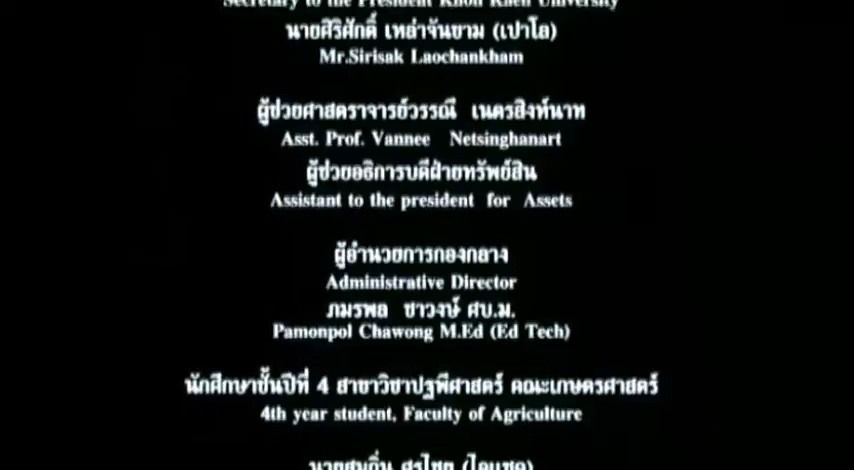 Secretary to the President Khon Kaen University
นายศิริศักดิ์ เหล่าจันขาม (เปาโล)
Mr.Sirisak Laochankham
ผู้ช่วยศาสตราจารย์วรรณี เนตรสิงห์นาท
Asst. Prof. Vannee Netsinghanart
ผู้ช่วยอธิการบดีฝ่ายทรัพย์สิน
Assistant to the president for Assets
ผู้อำนวยการกองกลาง
Administrative Director
ภมรพล ชาวงษ์ ศบ.ม.
Pamonpol Chawong M.Ed (Ed Tech)
นักศึกษาชั้นปีที่ 4 สาขาวิชาปฐพีศาสตร์ คณะเกษตรศาสตร์
4th year student, Faculty of Agriculture